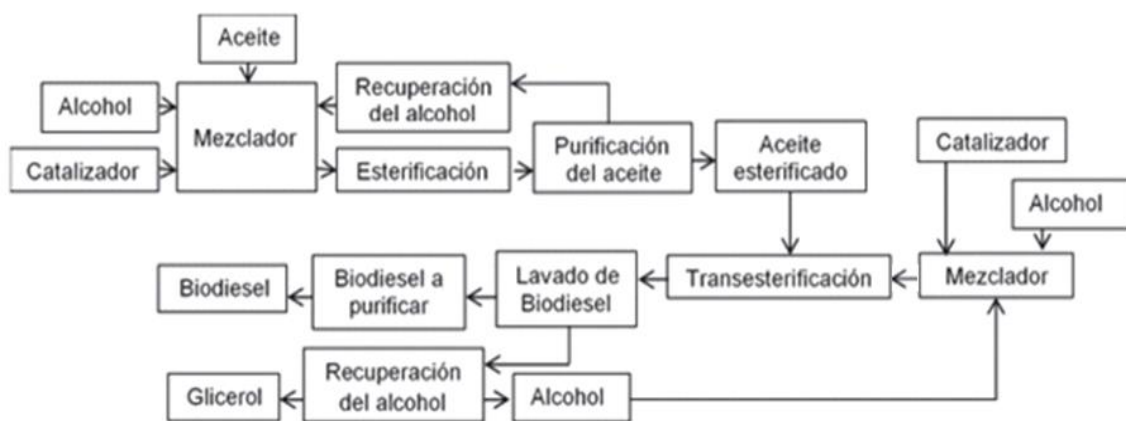 Aceite
Alcohol
Catalizador
Mezclador
Recuperación
del alcohol
Esterificación
Purificación
del aceite
Aceite
esterificado
Catalizador
Alcohol
Mezclador
Transesterificación
Lavado de
Biodiesel
Biodiesel a
purificar
Biodiesel
Recuperación
del alcohol
Glicerol
Alcohol